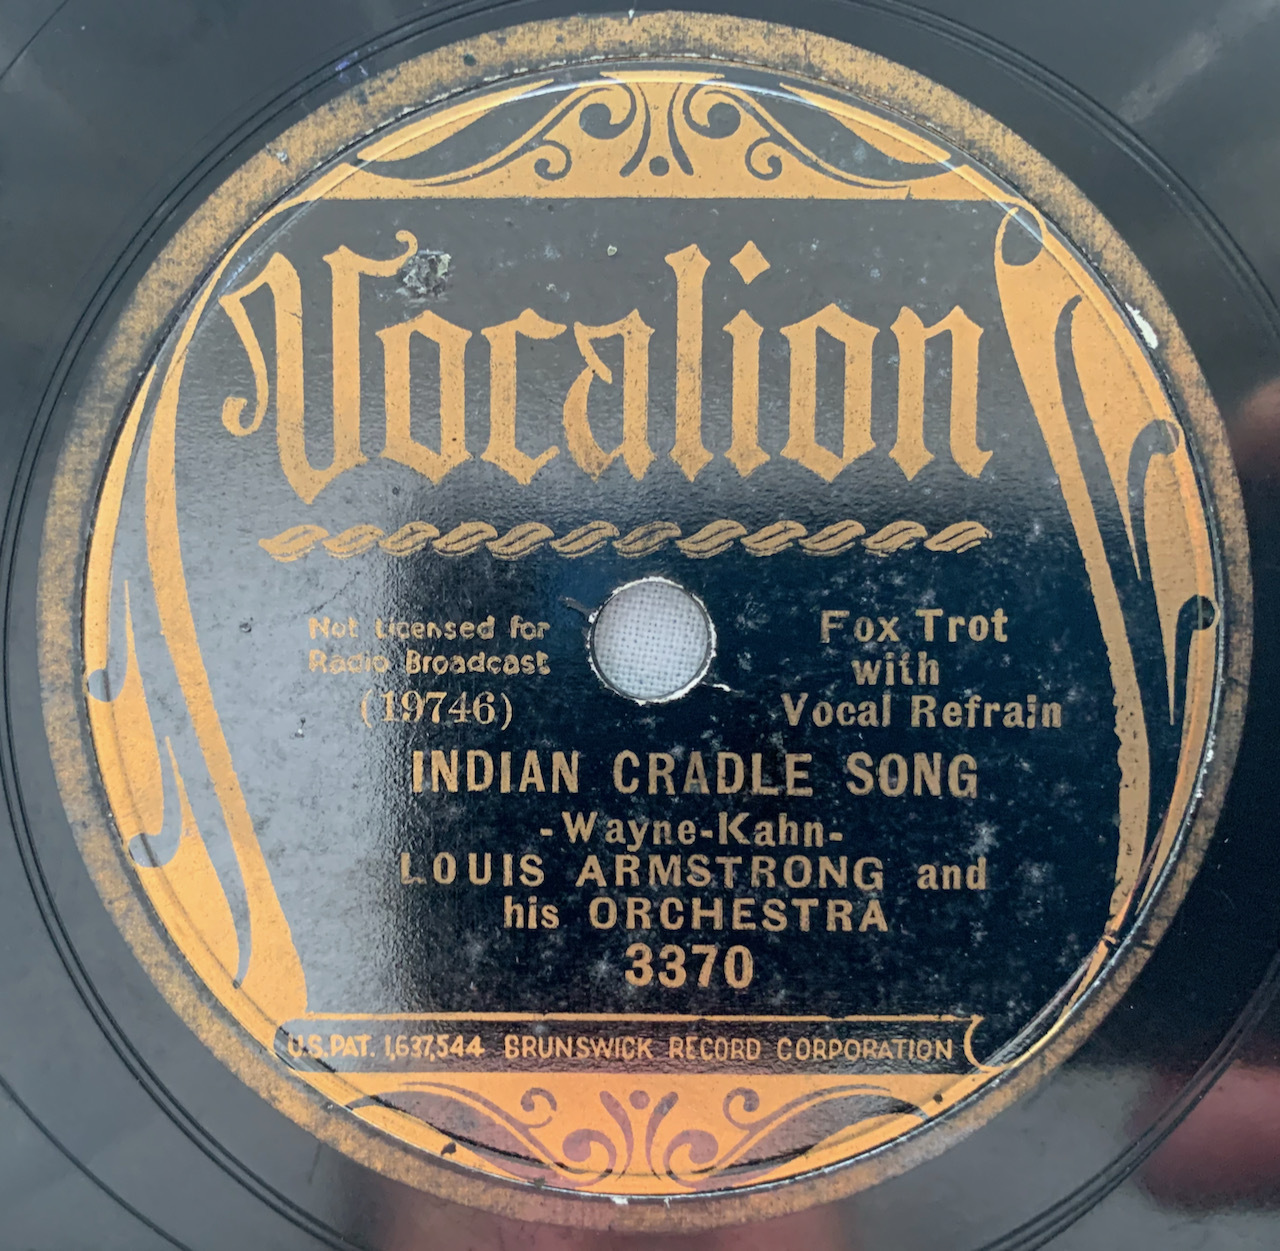 Vocalion
Not Licensed for
Radio Broadcast
(19746)
Fox Trot
with
Vocal Refrain
INDIAN CRADLE SONG
-Wayne-Kahn-
LOUIS ARMSTRONG and
his ORCHESTRA
3370
U.S. PAT. 1,637,544 BRUNSWICK RECORD CORPORATION